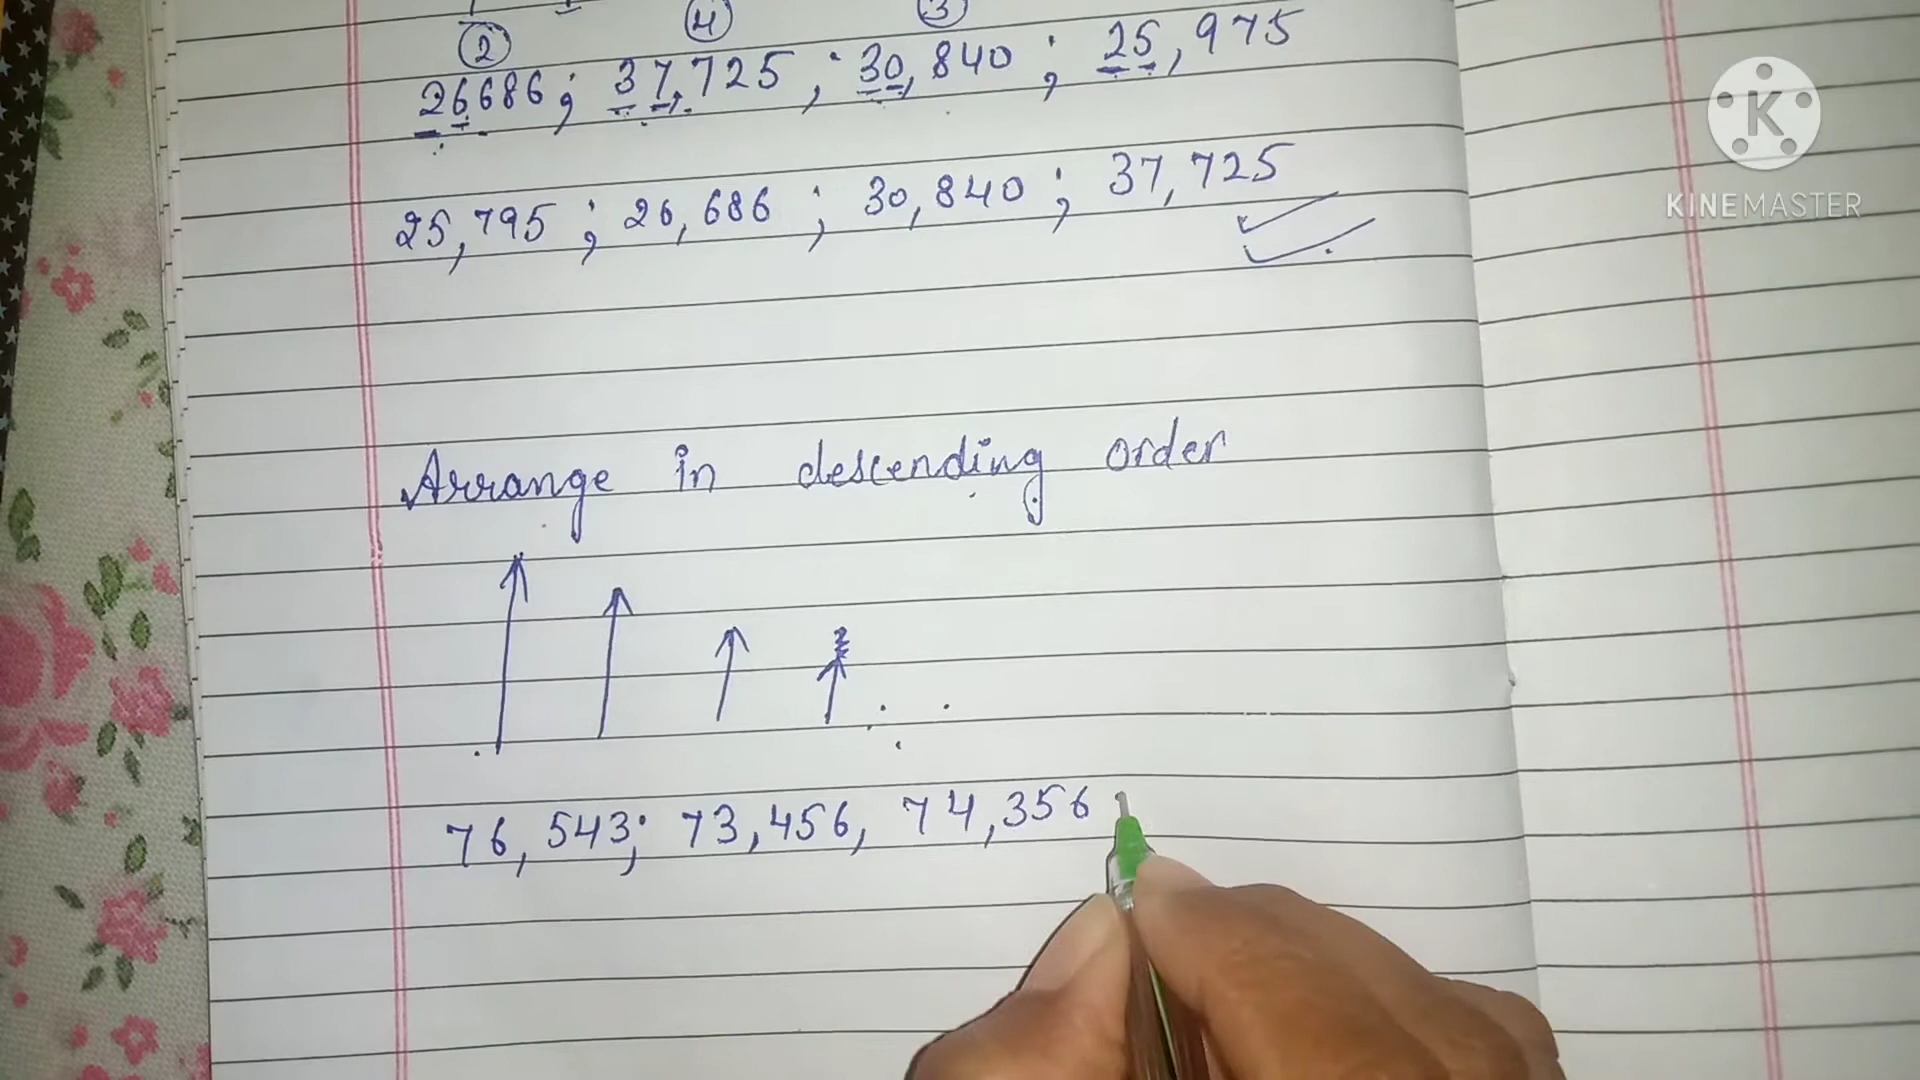 2 4 3
26686; 37,725; 30,840; 25,975
25,795; 26,686; 30,840; 37,725
Arrange in descending order
76,543; 73,456, 74,356
K
KINEMASTER